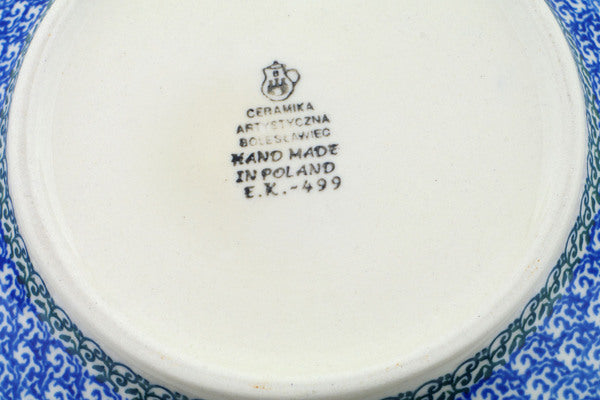 CERAMIKA
ARTYSTYCZNA
BOLESŁAWIEC
HAND MADE
IN POLAND
E.K.-499